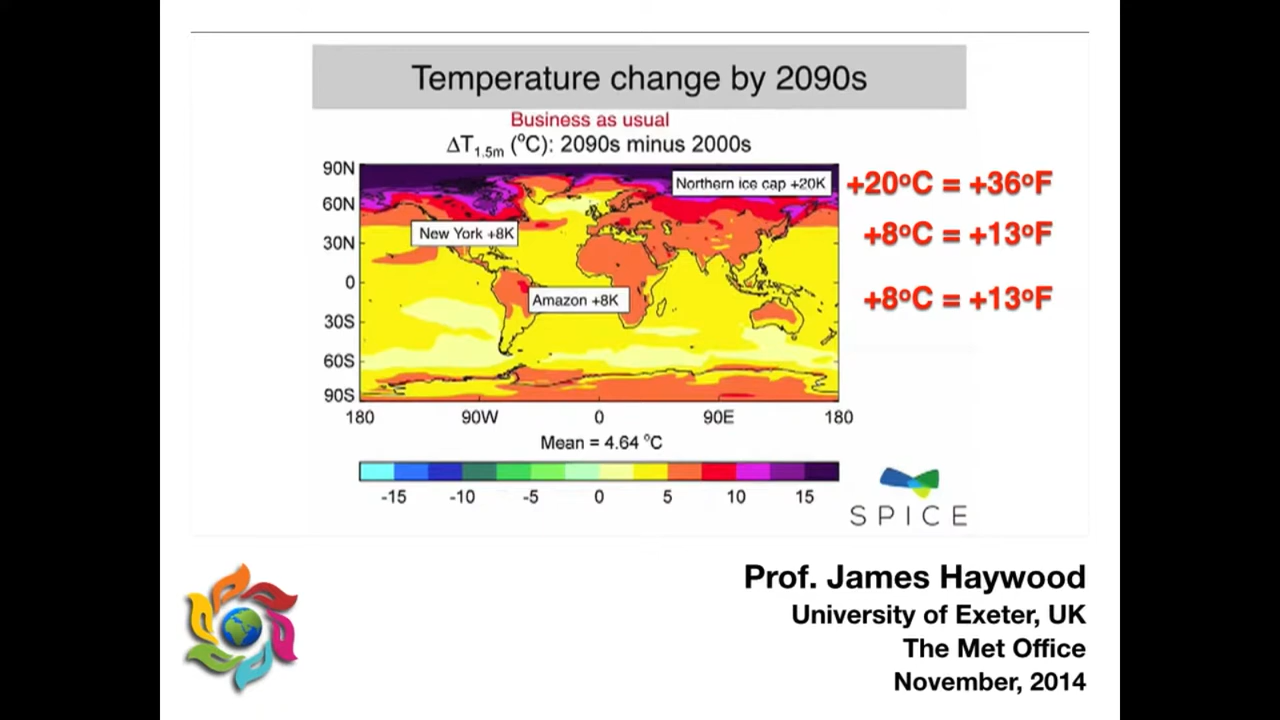 Temperature change by 2090s
Business as usual
ΔT1.5m (°C): 2090s minus 2000s
90N
60N
30N
0
30S
60S
90S
Northern ice cap +20K
New York +8K
Amazon +8K
+20°C = +36°F
+8°C = +13°F
+8°C = +13°F
180 90W 0 90E 180
Mean = 4.64 °C
-15 -10 -5 0 5 10 15
SPICE
Prof. James Haywood
University of Exeter, UK
The Met Office
November, 2014